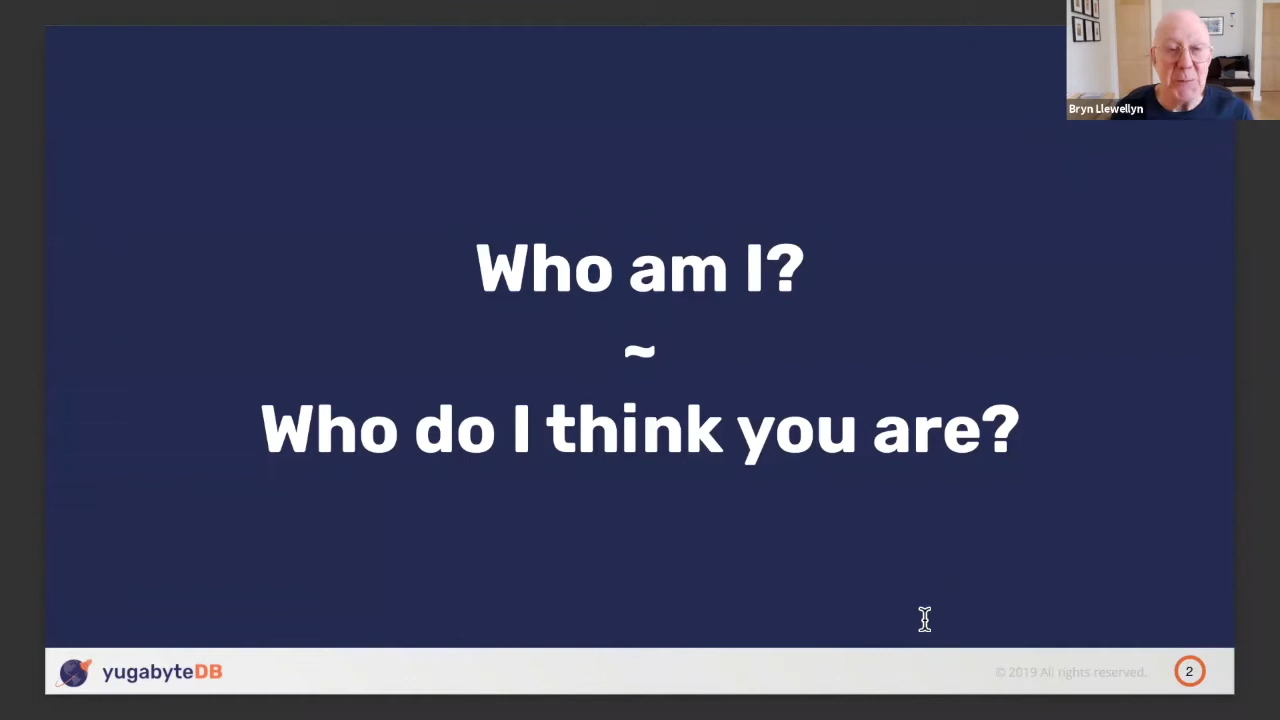 Bryn Llewellyn
Who am I?
~
Who do I think you are?
yugabyteDB
© 2019 All rights reserved.
2